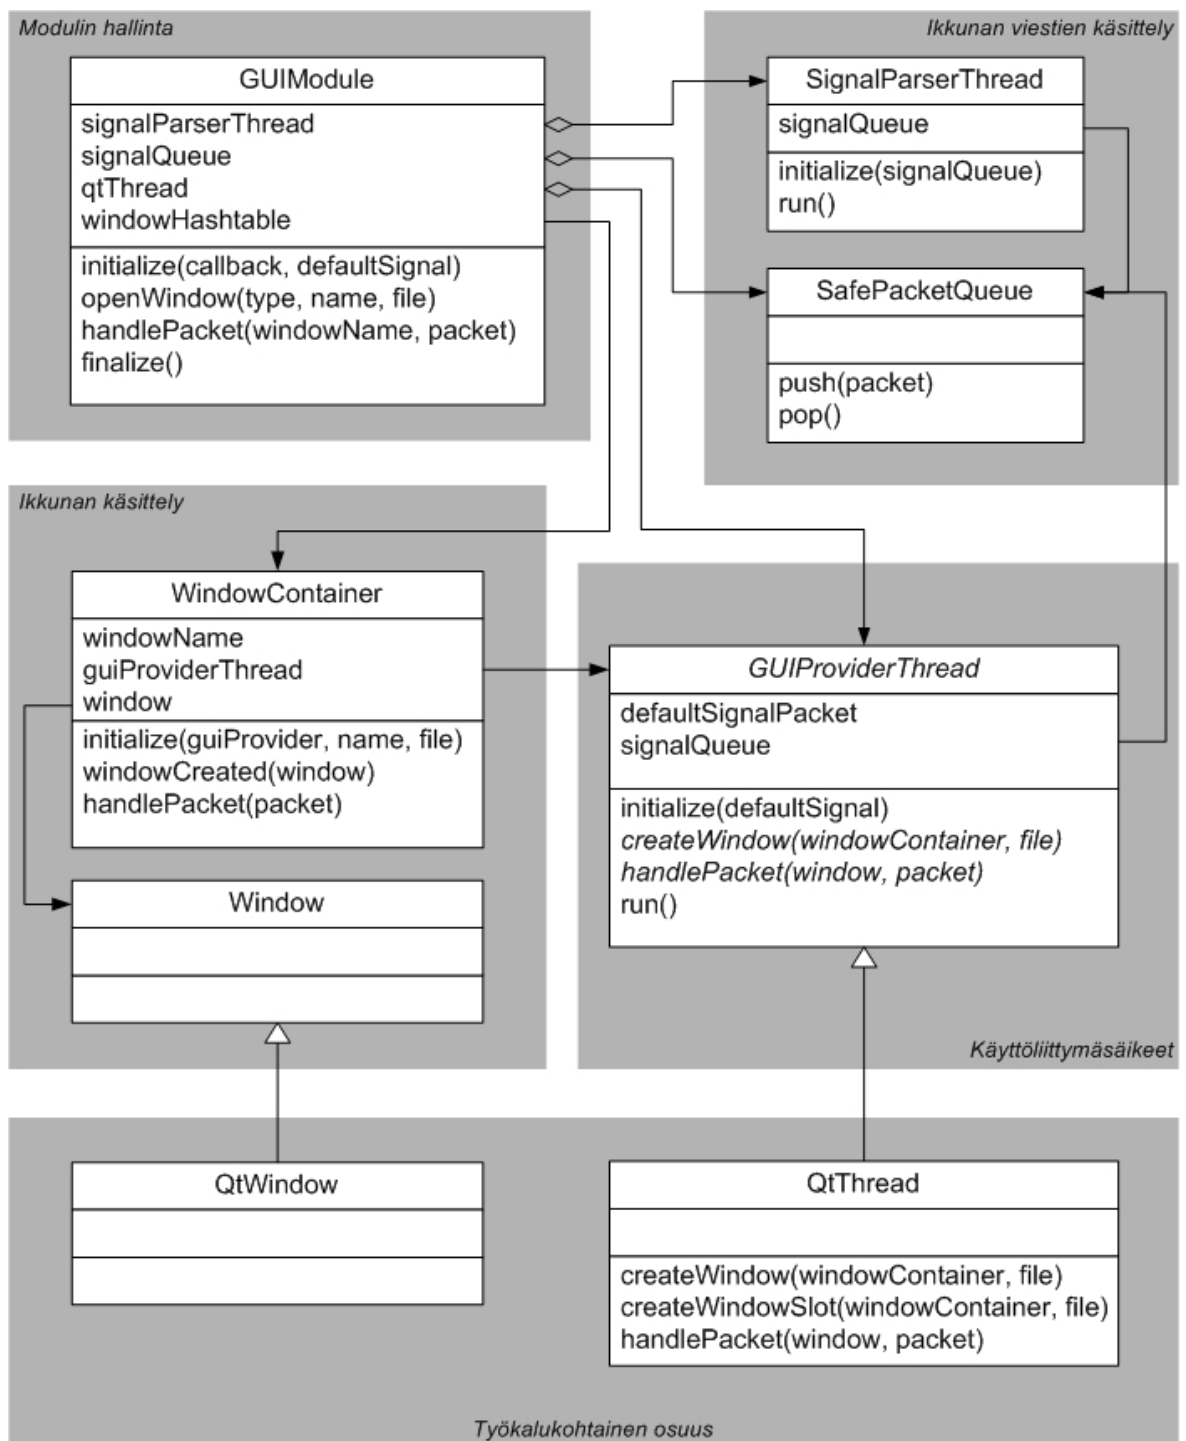 Modulin hallinta
GUIModule
signalParserThread
signalQueue
qtThread
windowHashtable
initialize(callback, defaultSignal)
openWindow(type, name, file)
handlePacket(windowName, packet)
finalize()
Ikkunan viestien käsittely
SignalParserThread
signalQueue
initialize(signalQueue)
run()
SafePacketQueue
push(packet)
pop()
Ikkunan käsittely
WindowContainer
windowName
guiProviderThread
window
initialize(guiProvider, name, file)
windowCreated(window)
handlePacket(packet)
Window
GUIProviderThread
defaultSignalPacket
signalQueue
initialize(defaultSignal)
createWindow(windowContainer, file)
handlePacket(window, packet)
run()
Käyttöliittymäsäikeet
QtWindow
QtThread
createWindow(windowContainer, file)
createWindowSlot(windowContainer, file)
handlePacket(window, packet)
Työkalukohtainen osuus